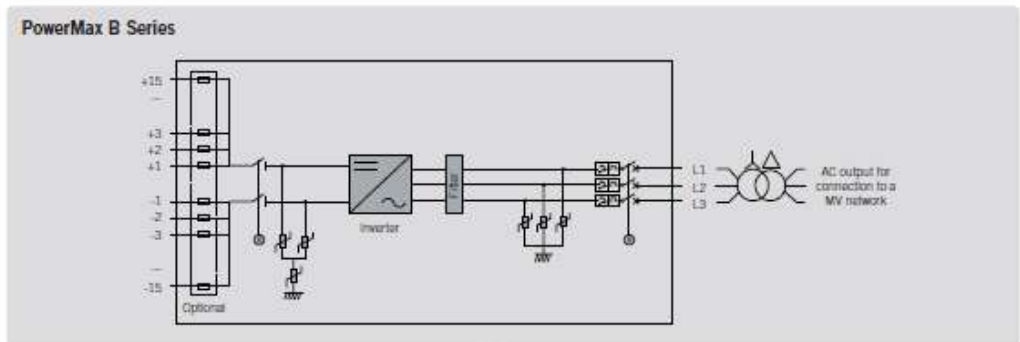 PowerMax B Series
+15
...
+3
+2
+1
-1
-2
-3
...
-15
Optional
Inverter
Filter
L1
L2
L3
AC output for
connection to a
MV network